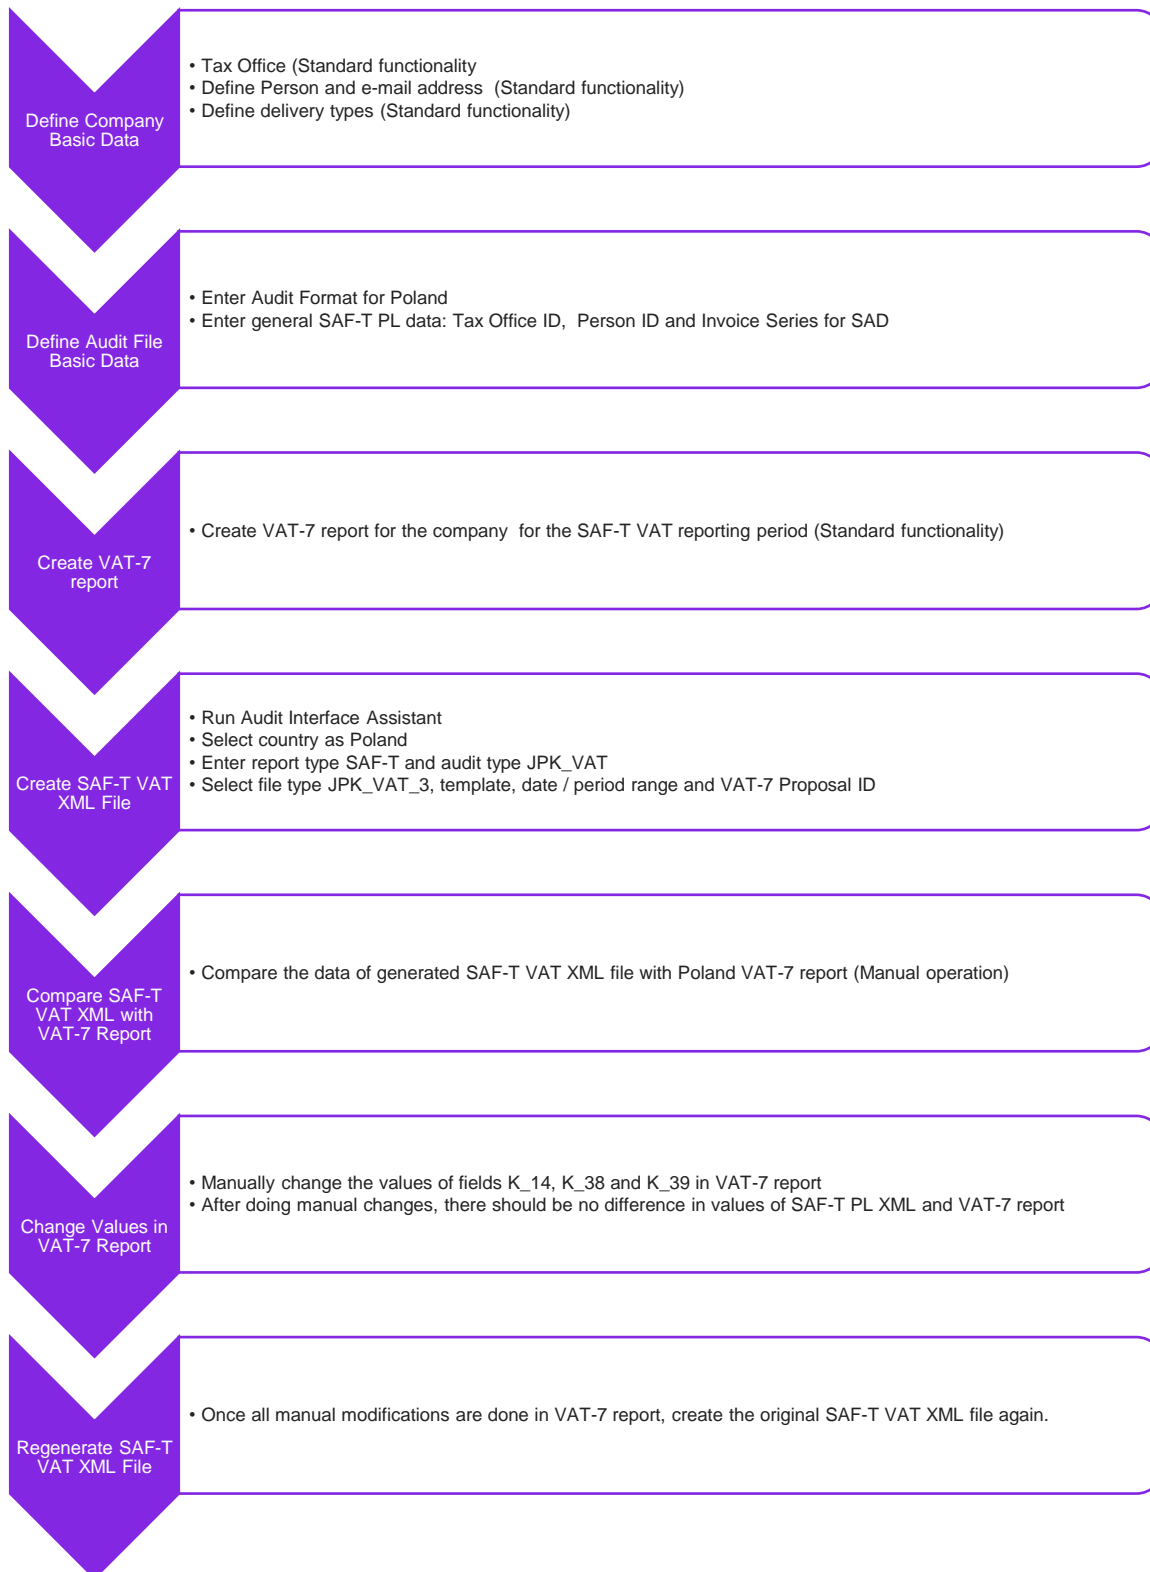 Define Company
Basic Data
• Tax Office (Standard functionality
• Define Person and e-mail address  (Standard functionality)
• Define delivery types (Standard functionality)
Define Audit File
Basic Data
• Enter Audit Format for Poland
• Enter general SAF-T PL data: Tax Office ID,  Person ID and Invoice Series for SAD
Create VAT-7
report
• Create VAT-7 report for the company  for the SAF-T VAT reporting period (Standard functionality)
Create SAF-T VAT
XML File
• Run Audit Interface Assistant
• Select country as Poland
• Enter report type SAF-T and audit type JPK_VAT
• Select file type JPK_VAT_3, template, date / period range and VAT-7 Proposal ID
Compare SAF-T
VAT XML with
VAT-7 Report
• Compare the data of generated SAF-T VAT XML file with Poland VAT-7 report (Manual operation)
Change Values in
VAT-7 Report
• Manually change the values of fields K_14, K_38 and K_39 in VAT-7 report
• After doing manual changes, there should be no difference in values of SAF-T PL XML and VAT-7 report
Regenerate SAF-T
VAT XML File
• Once all manual modifications are done in VAT-7 report, create the original SAF-T VAT XML file again.